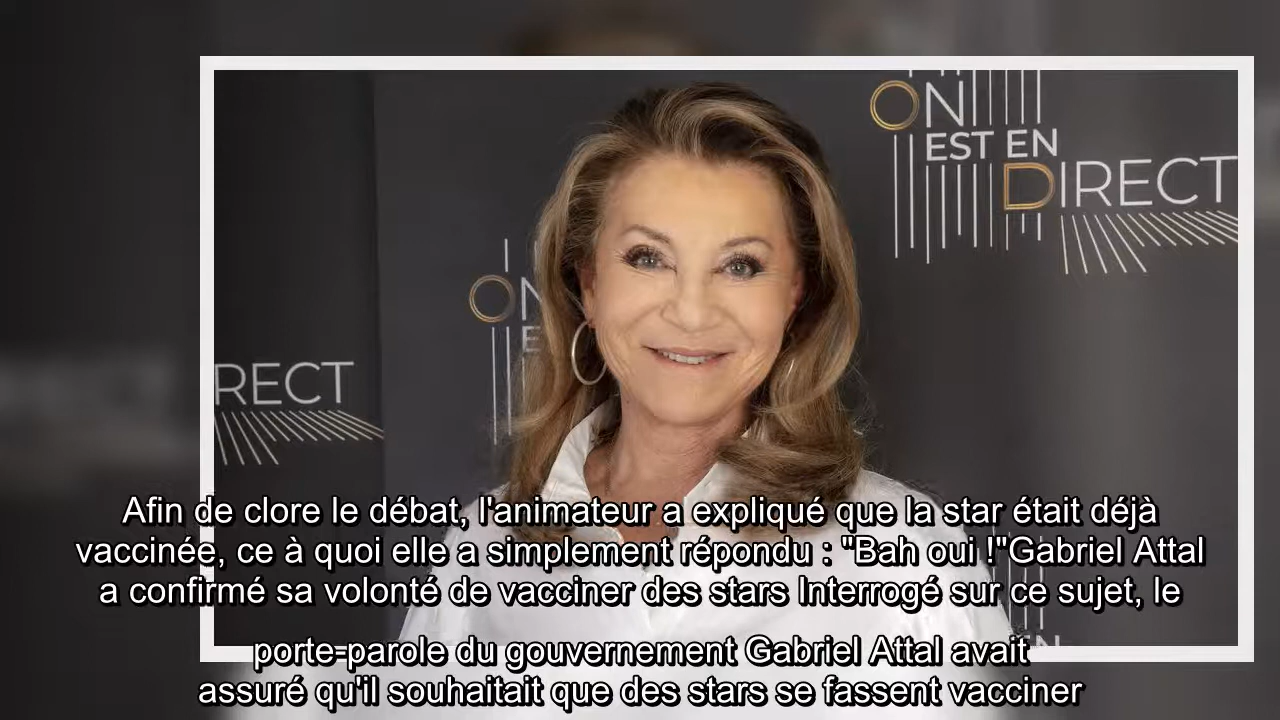 ON
EST EN
DIRECT
ON
E
RECT
Afin de clore le débat, l'animateur a expliqué que la star était déjà
vaccinée, ce à quoi elle a simplement répondu : "Bah oui !"Gabriel Attal
a confirmé sa volonté de vacciner des stars Interrogé sur ce sujet, le
porte-parole du gouvernement Gabriel Attal avait
assuré qu'il souhaitait que des stars se fassent vacciner